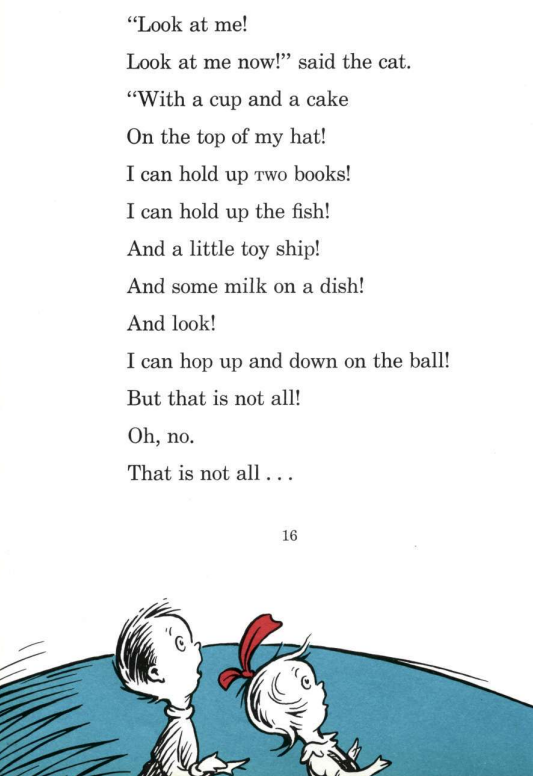 “Look at me!
Look at me now!” said the cat.
“With a cup and a cake
On the top of my hat!
I can hold up TWO books!
I can hold up the fish!
And a little toy ship!
And some milk on a dish!
And look!
I can hop up and down on the ball!
But that is not all!
Oh, no.
That is not all . . .
16